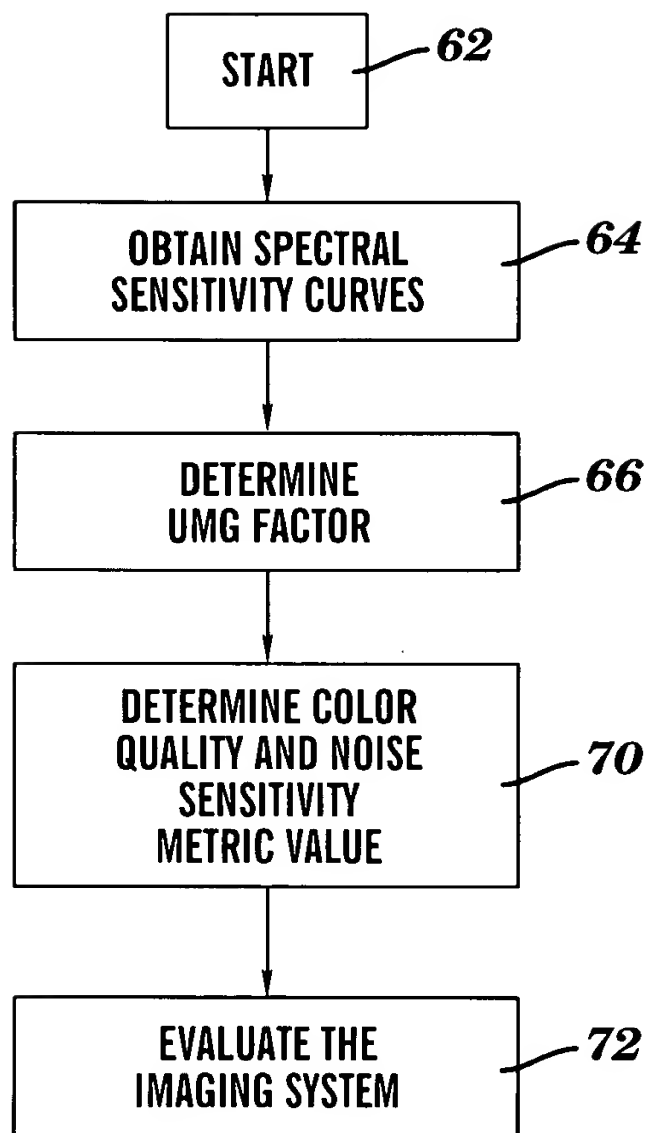 START
62
OBTAIN SPECTRAL
SENSITIVITY CURVES
64
DETERMINE
UMG FACTOR
66
DETERMINE COLOR
QUALITY AND NOISE
SENSITIVITY
METRIC VALUE
70
EVALUATE THE
IMAGING SYSTEM
72